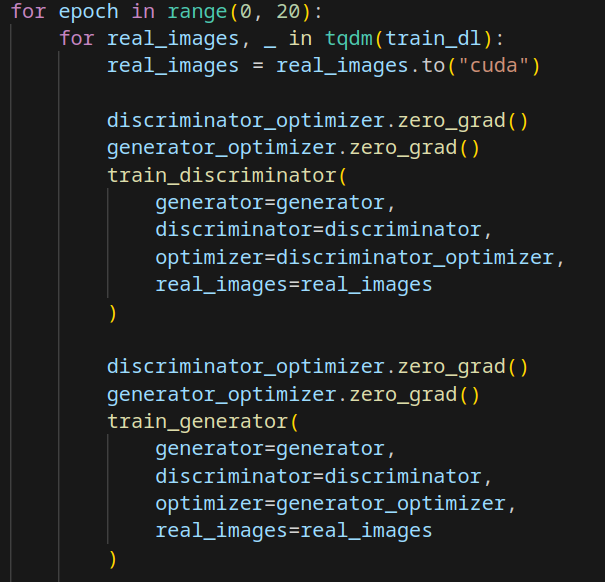 for epoch in range(0, 20):
    for real_images, _ in tqdm(train_dl):
        real_images = real_images.to("cuda")

        discriminator_optimizer.zero_grad()
        generator_optimizer.zero_grad()
        train_discriminator(
            generator=generator,
            discriminator=discriminator,
            optimizer=discriminator_optimizer,
            real_images=real_images
        )

        discriminator_optimizer.zero_grad()
        generator_optimizer.zero_grad()
        train_generator(
            generator=generator,
            discriminator=discriminator,
            optimizer=generator_optimizer,
            real_images=real_images
        )